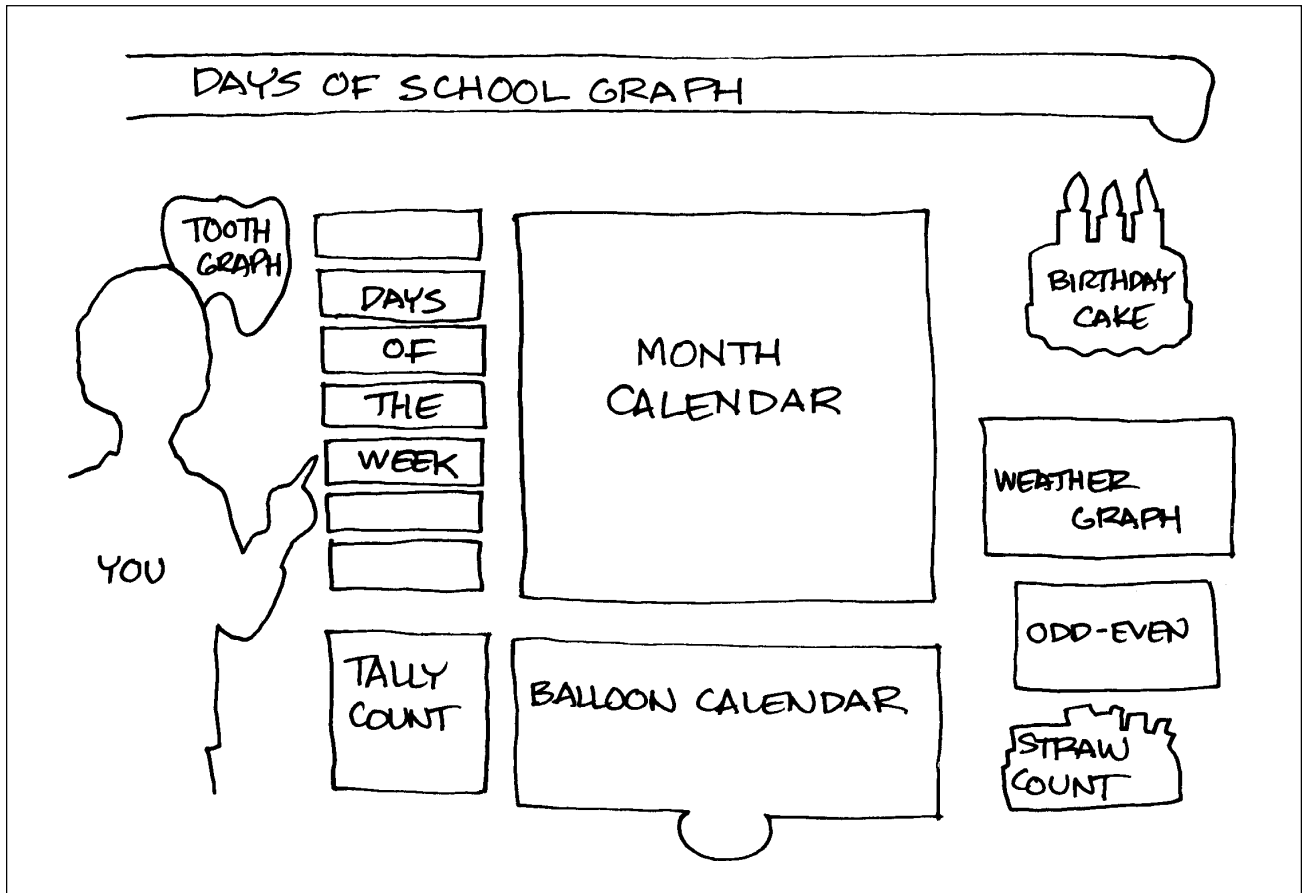 DAYS OF SCHOOL GRAPH
TOOTH
GRAPH
DAYS
OF
THE
WEEK
MONTH
CALENDAR
BIRTHDAY
CAKE
WEATHER
GRAPH
YOU
ODD-EVEN
TALLY
COUNT
BALLOON CALENDAR
STRAW
COUNT